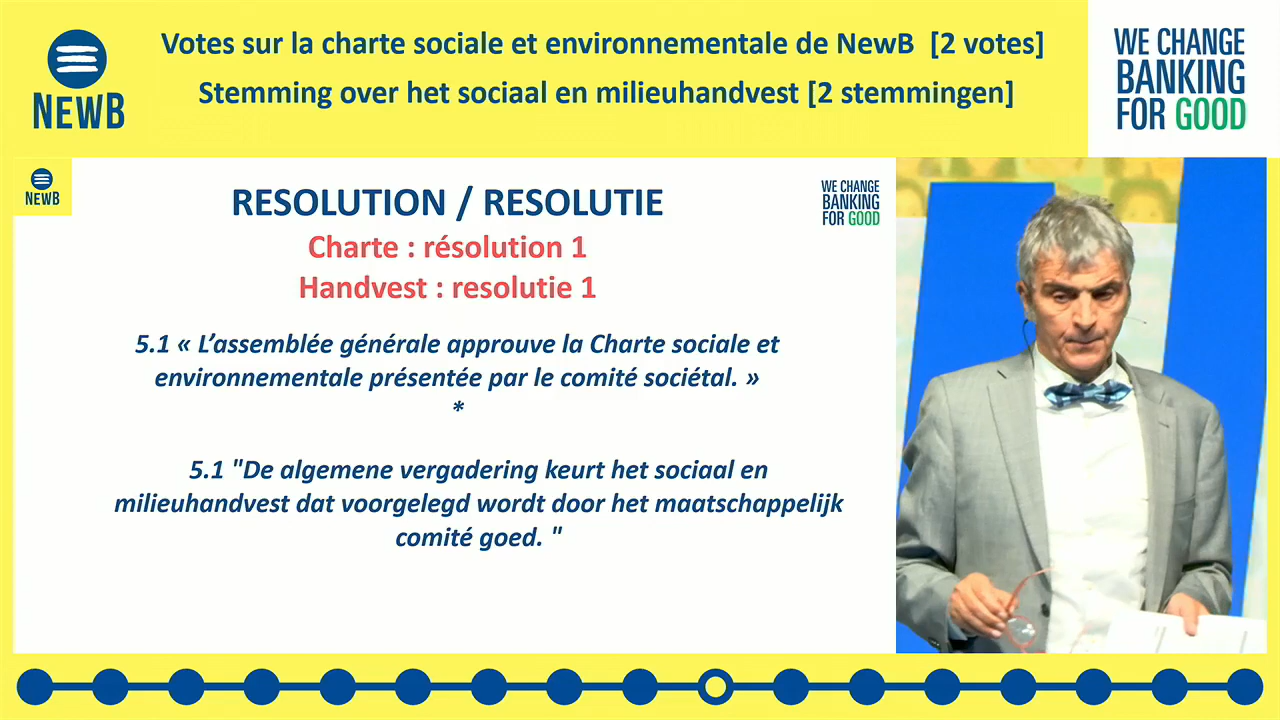 Votes sur la charte sociale et environnementale de NewB [2 votes]
Stemming over het sociaal en milieuhandvest [2 stemmingen]
NEWB
WE CHANGE
BANKING
FOR GOOD
NEWB
RESOLUTION / RESOLUTIE
WE CHANGE
BANKING
FOR GOOD
Charte : résolution 1
Handvest : resolutie 1
5.1 « L’assemblée générale approuve la Charte sociale et
environnementale présentée par le comité sociétal. »
*
5.1 "De algemene vergadering keurt het sociaal en
milieuhandvest dat voorgelegd wordt door het maatschappelijk
comité goed. "